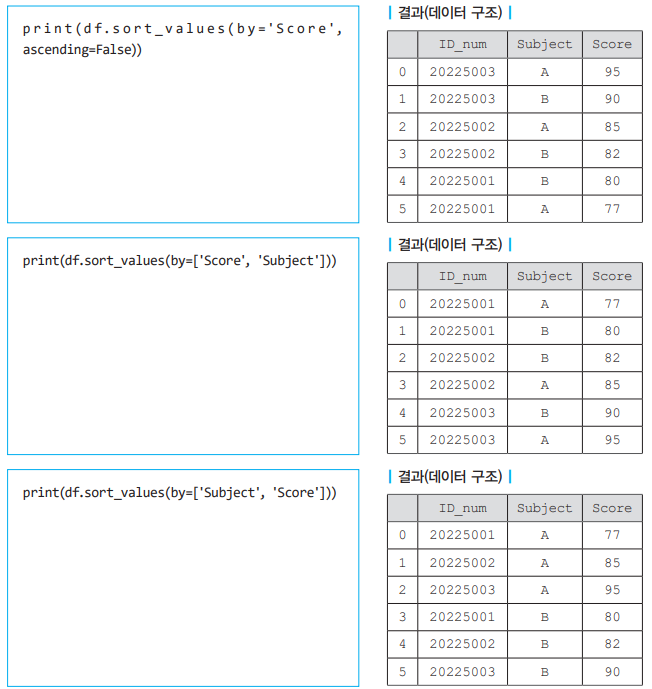 print(df.sort_values(by='Score',
ascending=False))
| 결과(데이터 구조) |
ID_num Subject Score
0 20225003 A 95
1 20225003 B 90
2 20225002 A 85
3 20225002 B 82
4 20225001 B 80
5 20225001 A 77
print(df.sort_values(by=['Score', 'Subject']))
| 결과(데이터 구조) |
ID_num Subject Score
0 20225001 A 77
1 20225001 B 80
2 20225002 B 82
3 20225002 A 85
4 20225003 B 90
5 20225003 A 95
print(df.sort_values(by=['Subject', 'Score']))
| 결과(데이터 구조) |
ID_num Subject Score
0 20225001 A 77
1 20225002 A 85
2 20225003 A 95
3 20225001 B 80
4 20225002 B 82
5 20225003 B 90